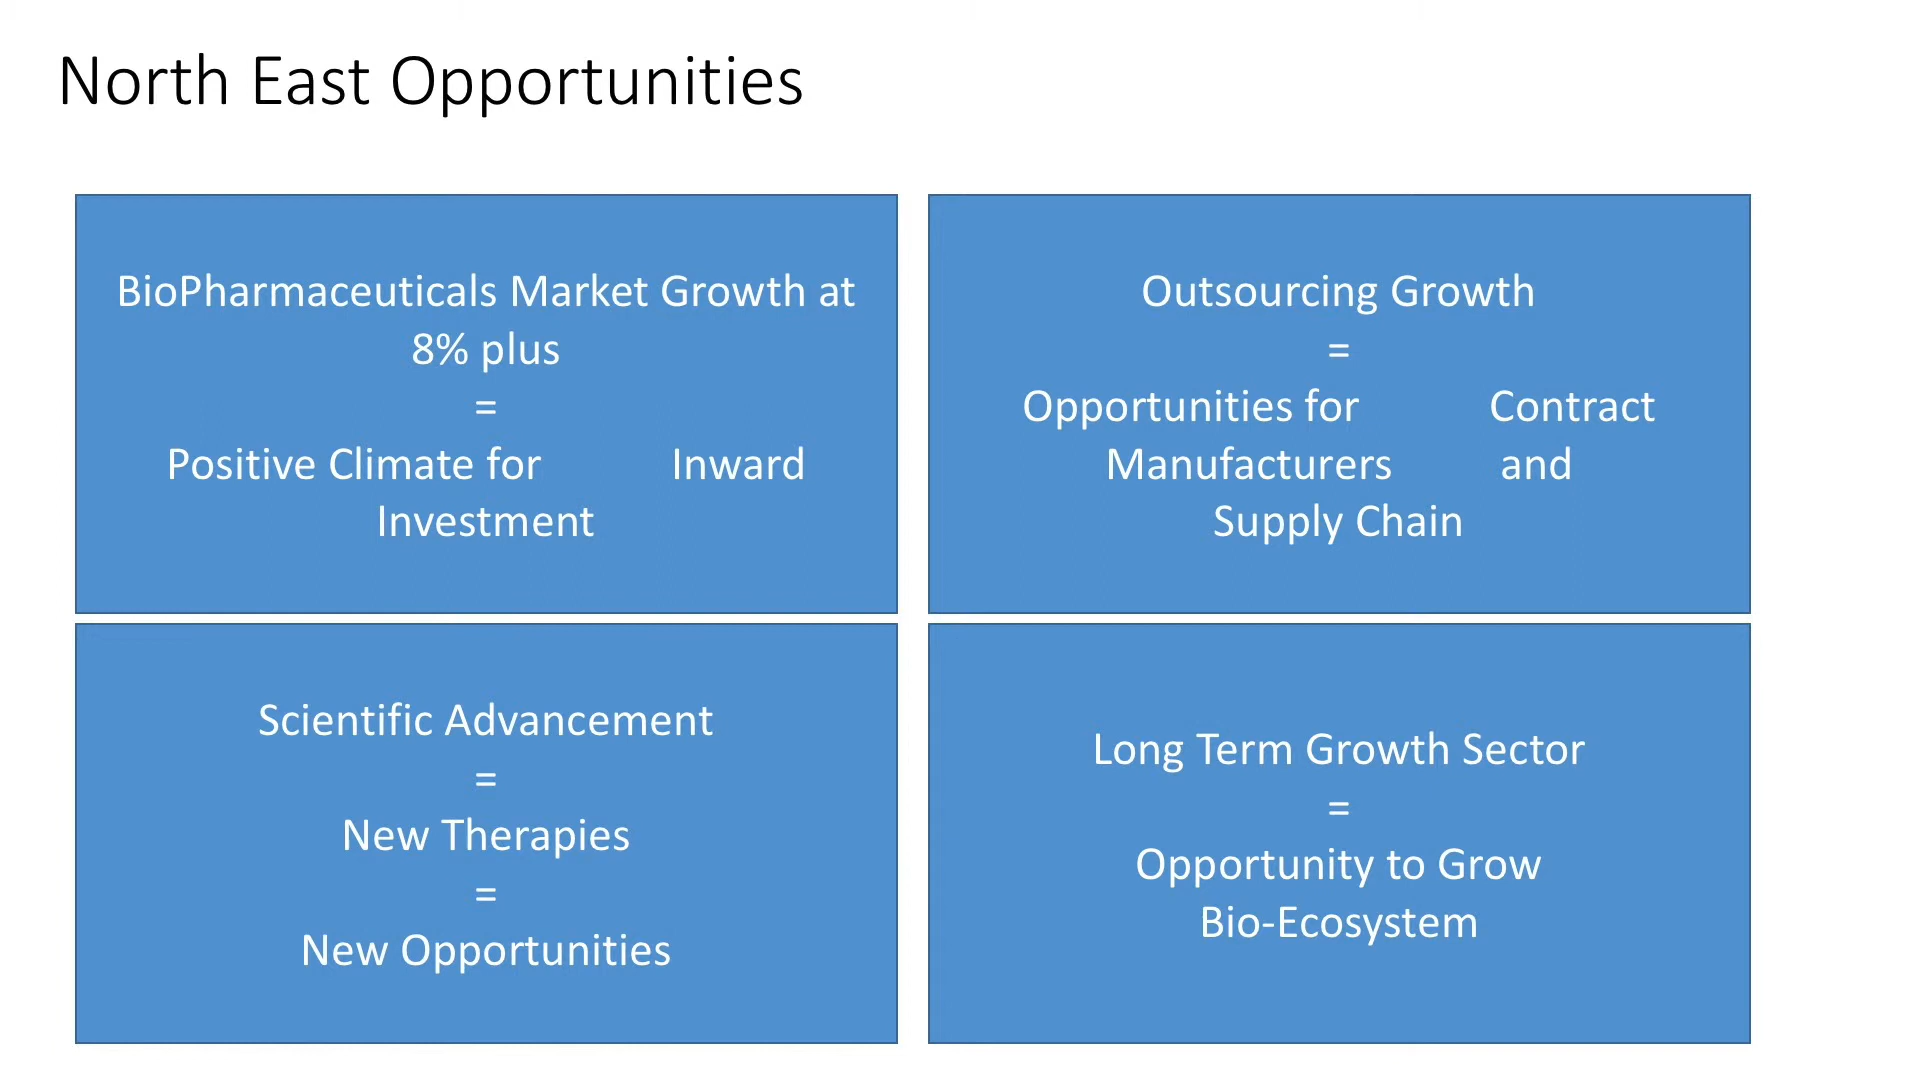 North East Opportunities
BioPharmaceuticals Market Growth at
8% plus
=
Positive Climate for Inward
Investment
Outsourcing Growth
=
Opportunities for Contract
Manufacturers and
Supply Chain
Scientific Advancement
=
New Therapies
=
New Opportunities
Long Term Growth Sector
=
Opportunity to Grow
Bio-Ecosystem